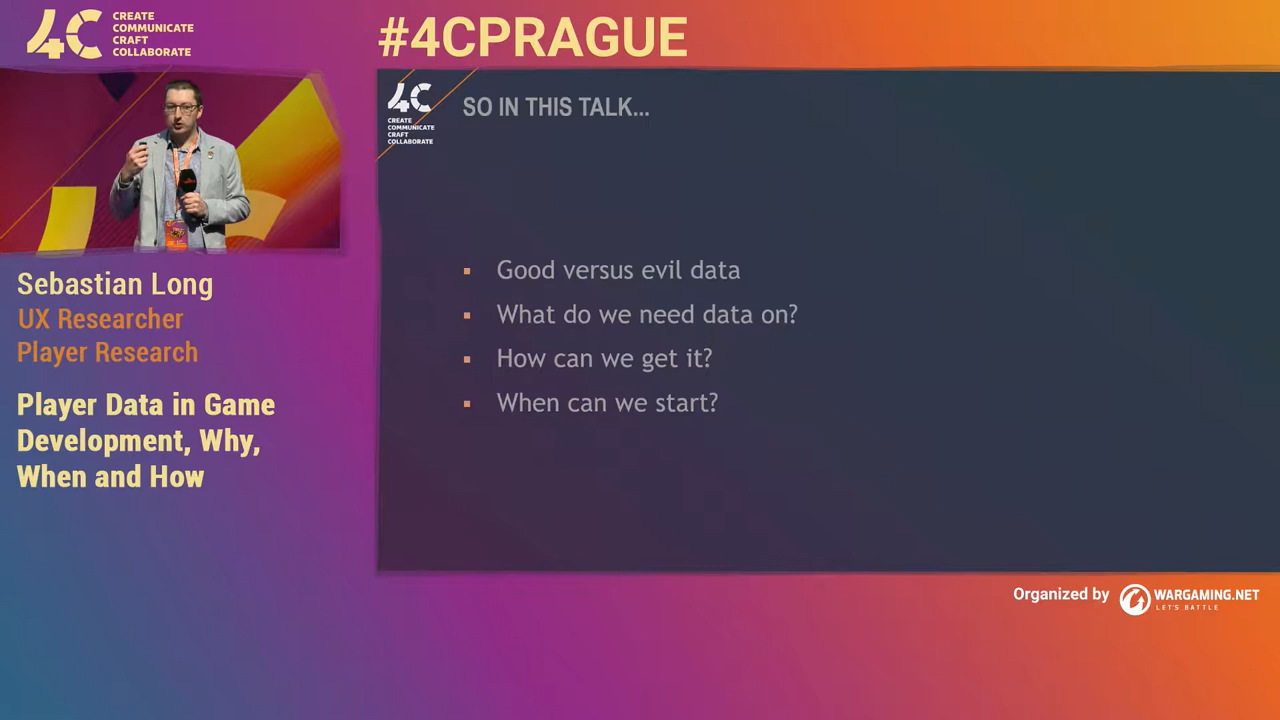 4C
CREATE
COMMUNICATE
CRAFT
COLLABORATE
#4CPRAGUE
4C
CREATE
COMMUNICATE
CRAFT
COLLABORATE
SO IN THIS TALK...
Good versus evil data
What do we need data on?
How can we get it?
When can we start?
Sebastian Long
UX Researcher
Player Research
Player Data in Game
Development, Why,
When and How
Organized by
WARGAMING.NET
LET'S BATTLE